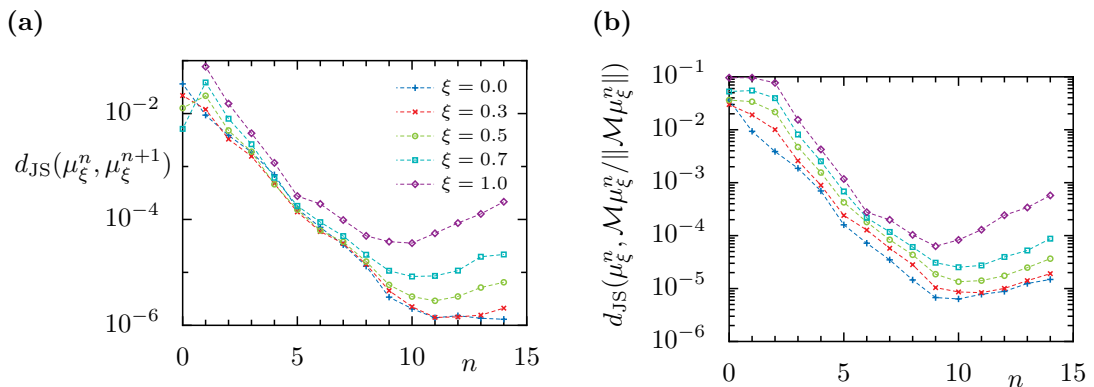 (a)
10⁻²
10⁻⁴
10⁻⁶
d_JS(μ_ξ^n, μ_ξ^{n+1})
ξ = 0.0
ξ = 0.3
ξ = 0.5
ξ = 0.7
ξ = 1.0
0 5 10 15
n
(b)
10⁻¹
10⁻²
10⁻³
10⁻⁴
10⁻⁵
10⁻⁶
d_JS(μ_ξ^n, ℳμ_ξ^n/||ℳμ_ξ^n||)
0 5 10 15
n